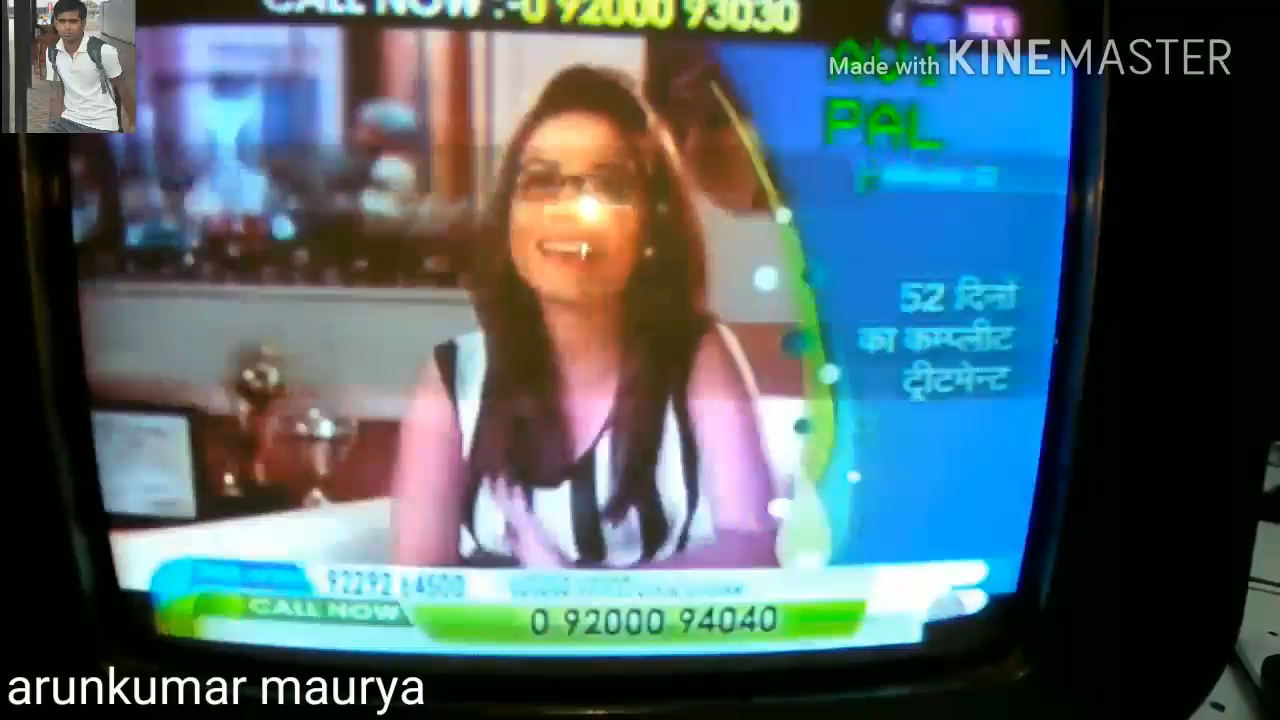 CALL NOW :-0 92000 93030
Made with KINEMASTER
PAL
52 दिनों
का कम्प्लीट
ट्रीटमेन्ट
92292 64500
CALL NOW
0 92000 94040
arunkumar maurya